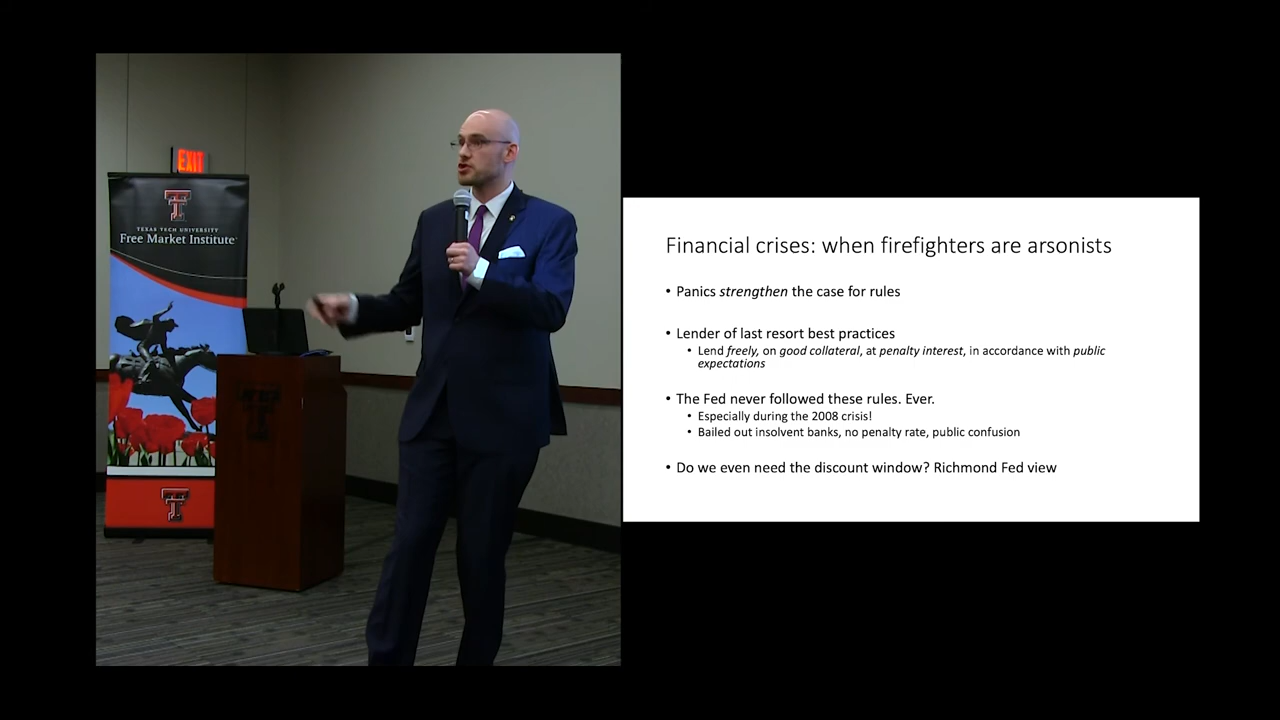 EXIT
T
TEXAS TECH UNIVERSITY
Free Market Institute
T
Financial crises: when firefighters are arsonists
• Panics strengthen the case for rules
• Lender of last resort best practices
• Lend freely, on good collateral, at penalty interest, in accordance with public
expectations
• The Fed never followed these rules. Ever.
• Especially during the 2008 crisis!
• Bailed out insolvent banks, no penalty rate, public confusion
• Do we even need the discount window? Richmond Fed view